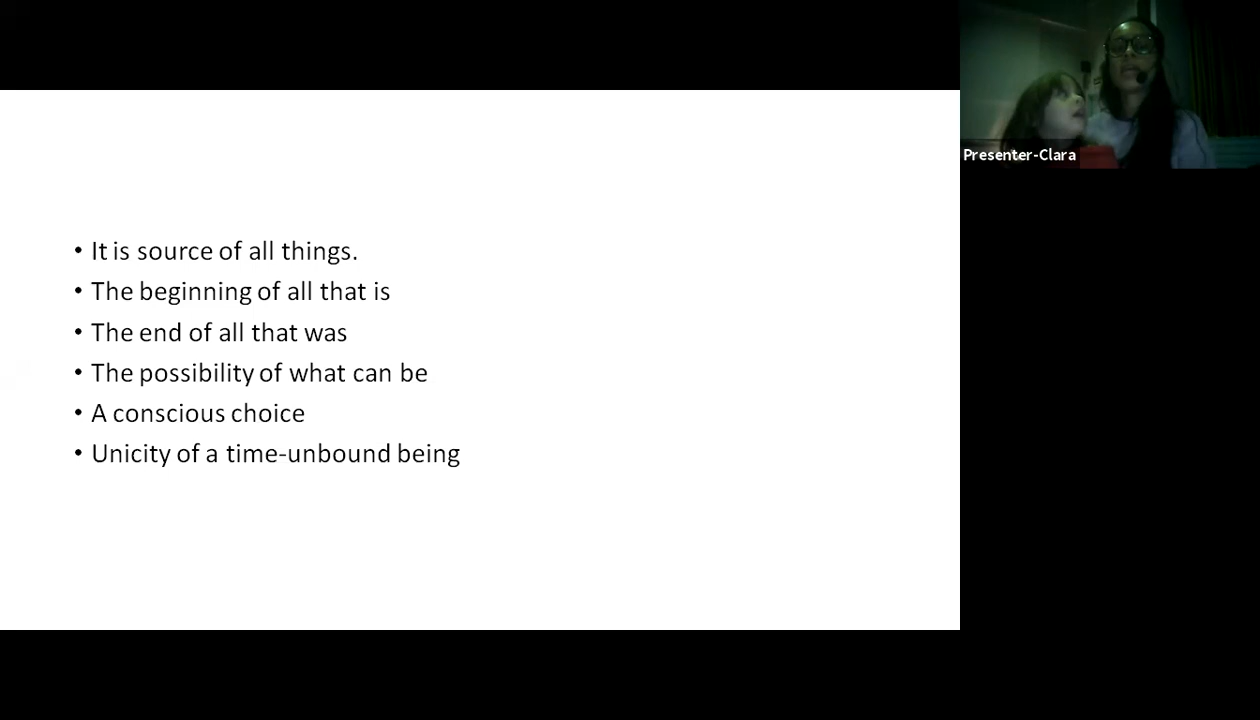 • It is source of all things.
• The beginning of all that is
• The end of all that was
• The possibility of what can be
• A conscious choice
• Unicity of a time-unbound being
Presenter-Clara